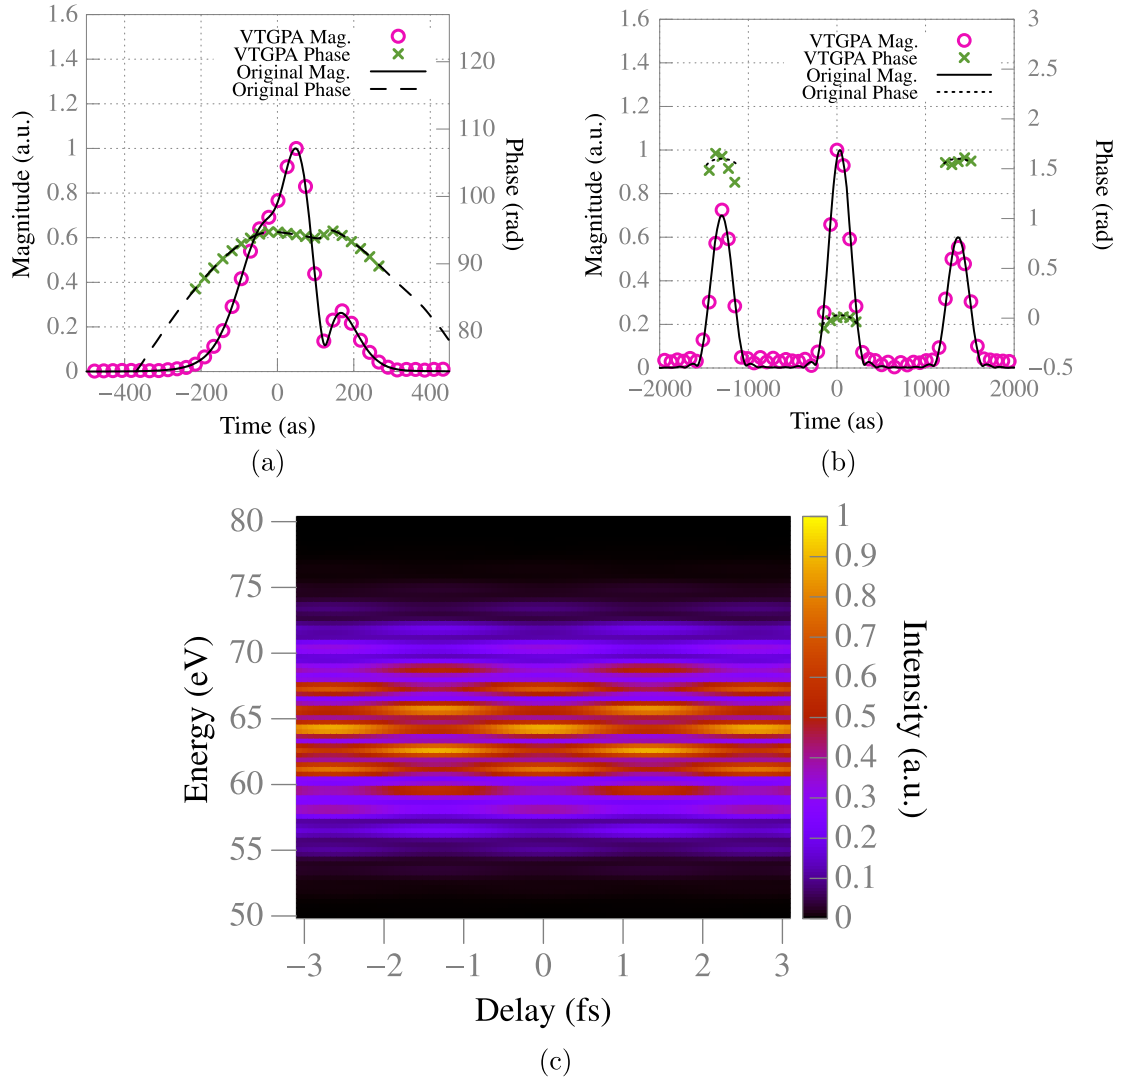 1.6
1.4
1.2
1
0.8
0.6
0.4
0.2
0
Magnitude (a.u.)
VTGPA Mag.
VTGPA Phase
Original Mag.
Original Phase
120
110
100
90
80
Phase (rad)
−400 −200 0 200 400
Time (as)
(a)
1.6
1.4
1.2
1
0.8
0.6
0.4
0.2
0
Magnitude (a.u.)
VTGPA Mag.
VTGPA Phase
Original Mag.
Original Phase
3
2.5
2
1.5
1
0.5
0
−0.5
Phase (rad)
−2000 −1000 0 1000 2000
Time (as)
(b)
80
75
70
65
60
55
50
Energy (eV)
−3 −2 −1 0 1 2 3
Delay (fs)
1
0.9
0.8
0.7
0.6
0.5
0.4
0.3
0.2
0.1
0
Intensity (a.u.)
(c)